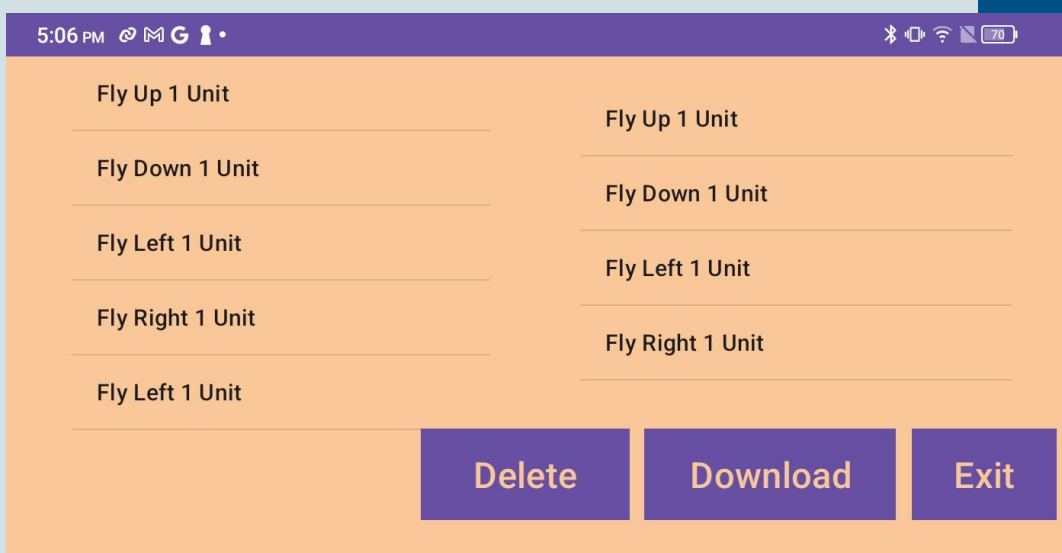 5:06 PM
70
Fly Up 1 Unit
Fly Down 1 Unit
Fly Left 1 Unit
Fly Right 1 Unit
Fly Left 1 Unit
Fly Up 1 Unit
Fly Down 1 Unit
Fly Left 1 Unit
Fly Right 1 Unit
Delete Download Exit